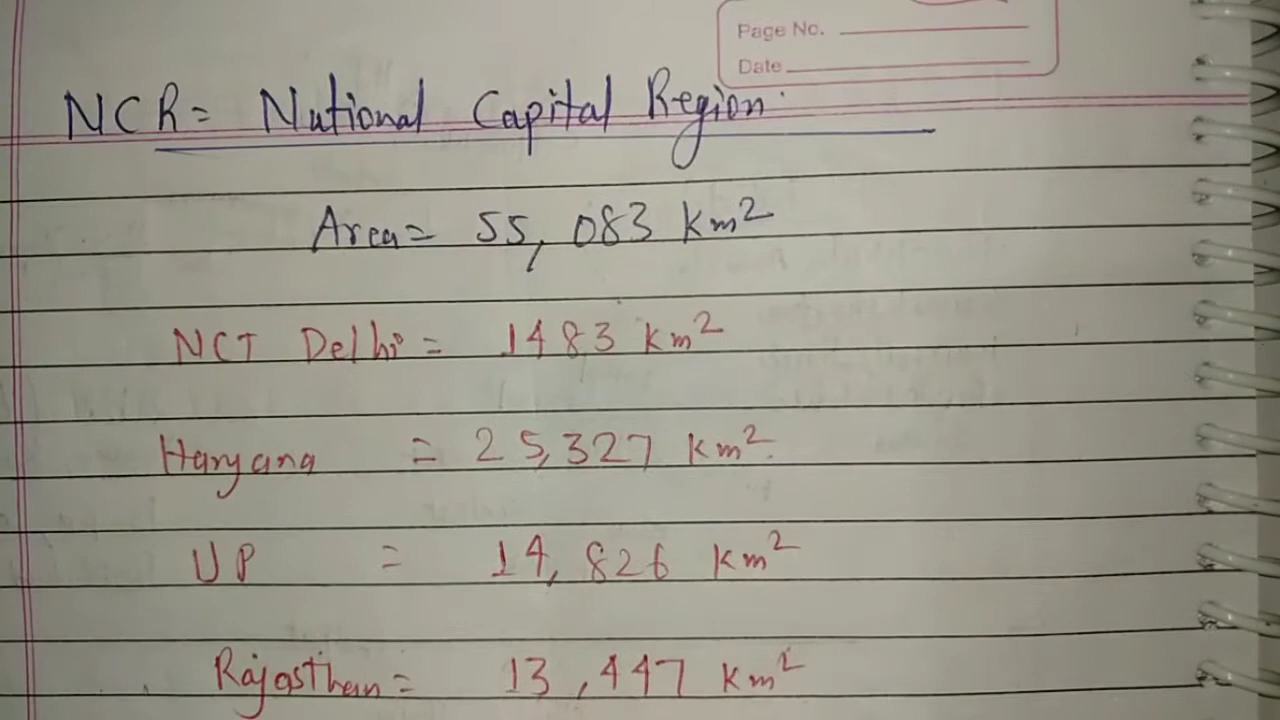 Page No.
Date
NCR= National Capital Region
Area= 55,083 Km²
NCT Delhi = 1483 Km²
Haryana = 25,327 Km²
UP = 14,826 Km²
Rajasthan = 13,447 Km²